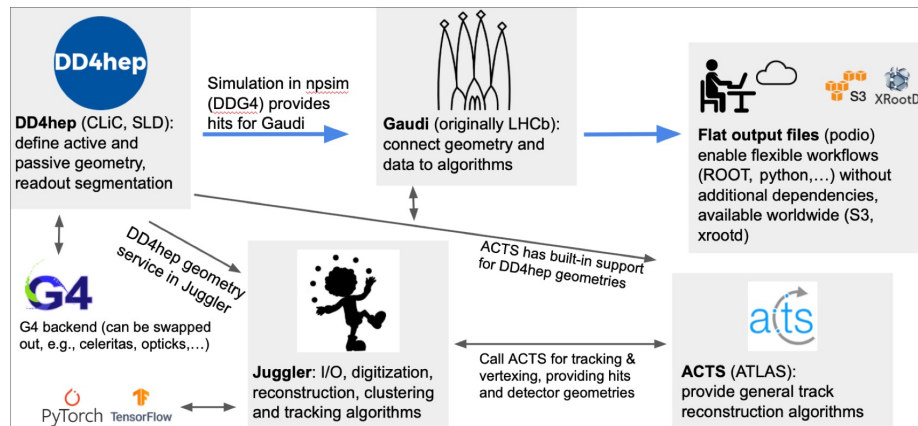 DD4hep
DD4hep (CLiC, SLD):
define active and
passive geometry,
readout segmentation
Simulation in npsim
(DDG4) provides
hits for Gaudi
Gaudi (originally LHCb):
connect geometry and
data to algorithms
S3
XRootD
Flat output files (podio)
enable flexible workflows
(ROOT, python,...) without
additional dependencies,
available worldwide (S3,
xrootd)
DD4hep geometry
service in Juggler
ACTS has built-in support
for DD4hep geometries
G4
G4 backend (can be swapped
out, e.g., celeritas, opticks,...)
Juggler: I/O, digitization,
reconstruction, clustering
and tracking algorithms
Call ACTS for tracking &
vertexing, providing hits
and detector geometries
acts
ACTS (ATLAS):
provide general track
reconstruction algorithms
PyTorch
TensorFlow